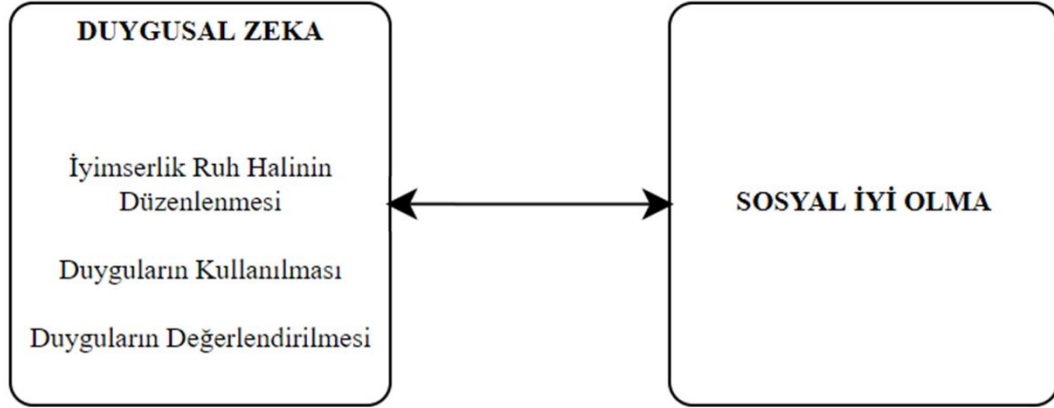 DUYGUSAL ZEKA
İyimserlik Ruh Halinin
Düzenlenmesi
Duyguların Kullanılması
Duyguların Değerlendirilmesi
SOSYAL İYİ OLMA